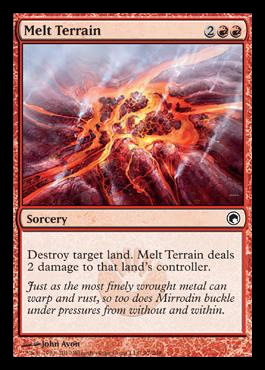 Melt Terrain 2
Sorcery
Destroy target land. Melt Terrain deals
2 damage to that land's controller.
Just as the most finely wrought metal can
warp and rust, so too does Mirrodin buckle
under pressures from without and within.
John Avon